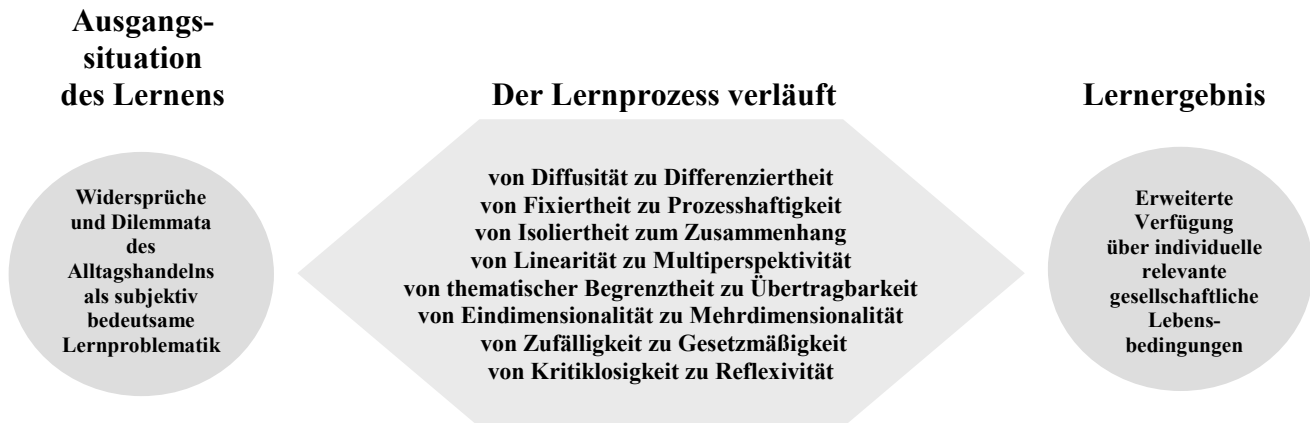 Ausgangs-
situation
des Lernens
Widersprüche
und Dilemmata
des
Alltagshandelns
als subjektiv
bedeutsame
Lernproblematik
Der Lernprozess verläuft
von Diffusität zu Differenziertheit
von Fixiertheit zu Prozesshaftigkeit
von Isoliertheit zum Zusammenhang
von Linearität zu Multiperspektivität
von thematischer Begrenztheit zu Übertragbarkeit
von Eindimensionalität zu Mehrdimensionalität
von Zufälligkeit zu Gesetzmäßigkeit
von Kritiklosigkeit zu Reflexivität
Lernergebnis
Erweiterte
Verfügung
über individuelle
relevante
gesellschaftliche
Lebens-
bedingungen